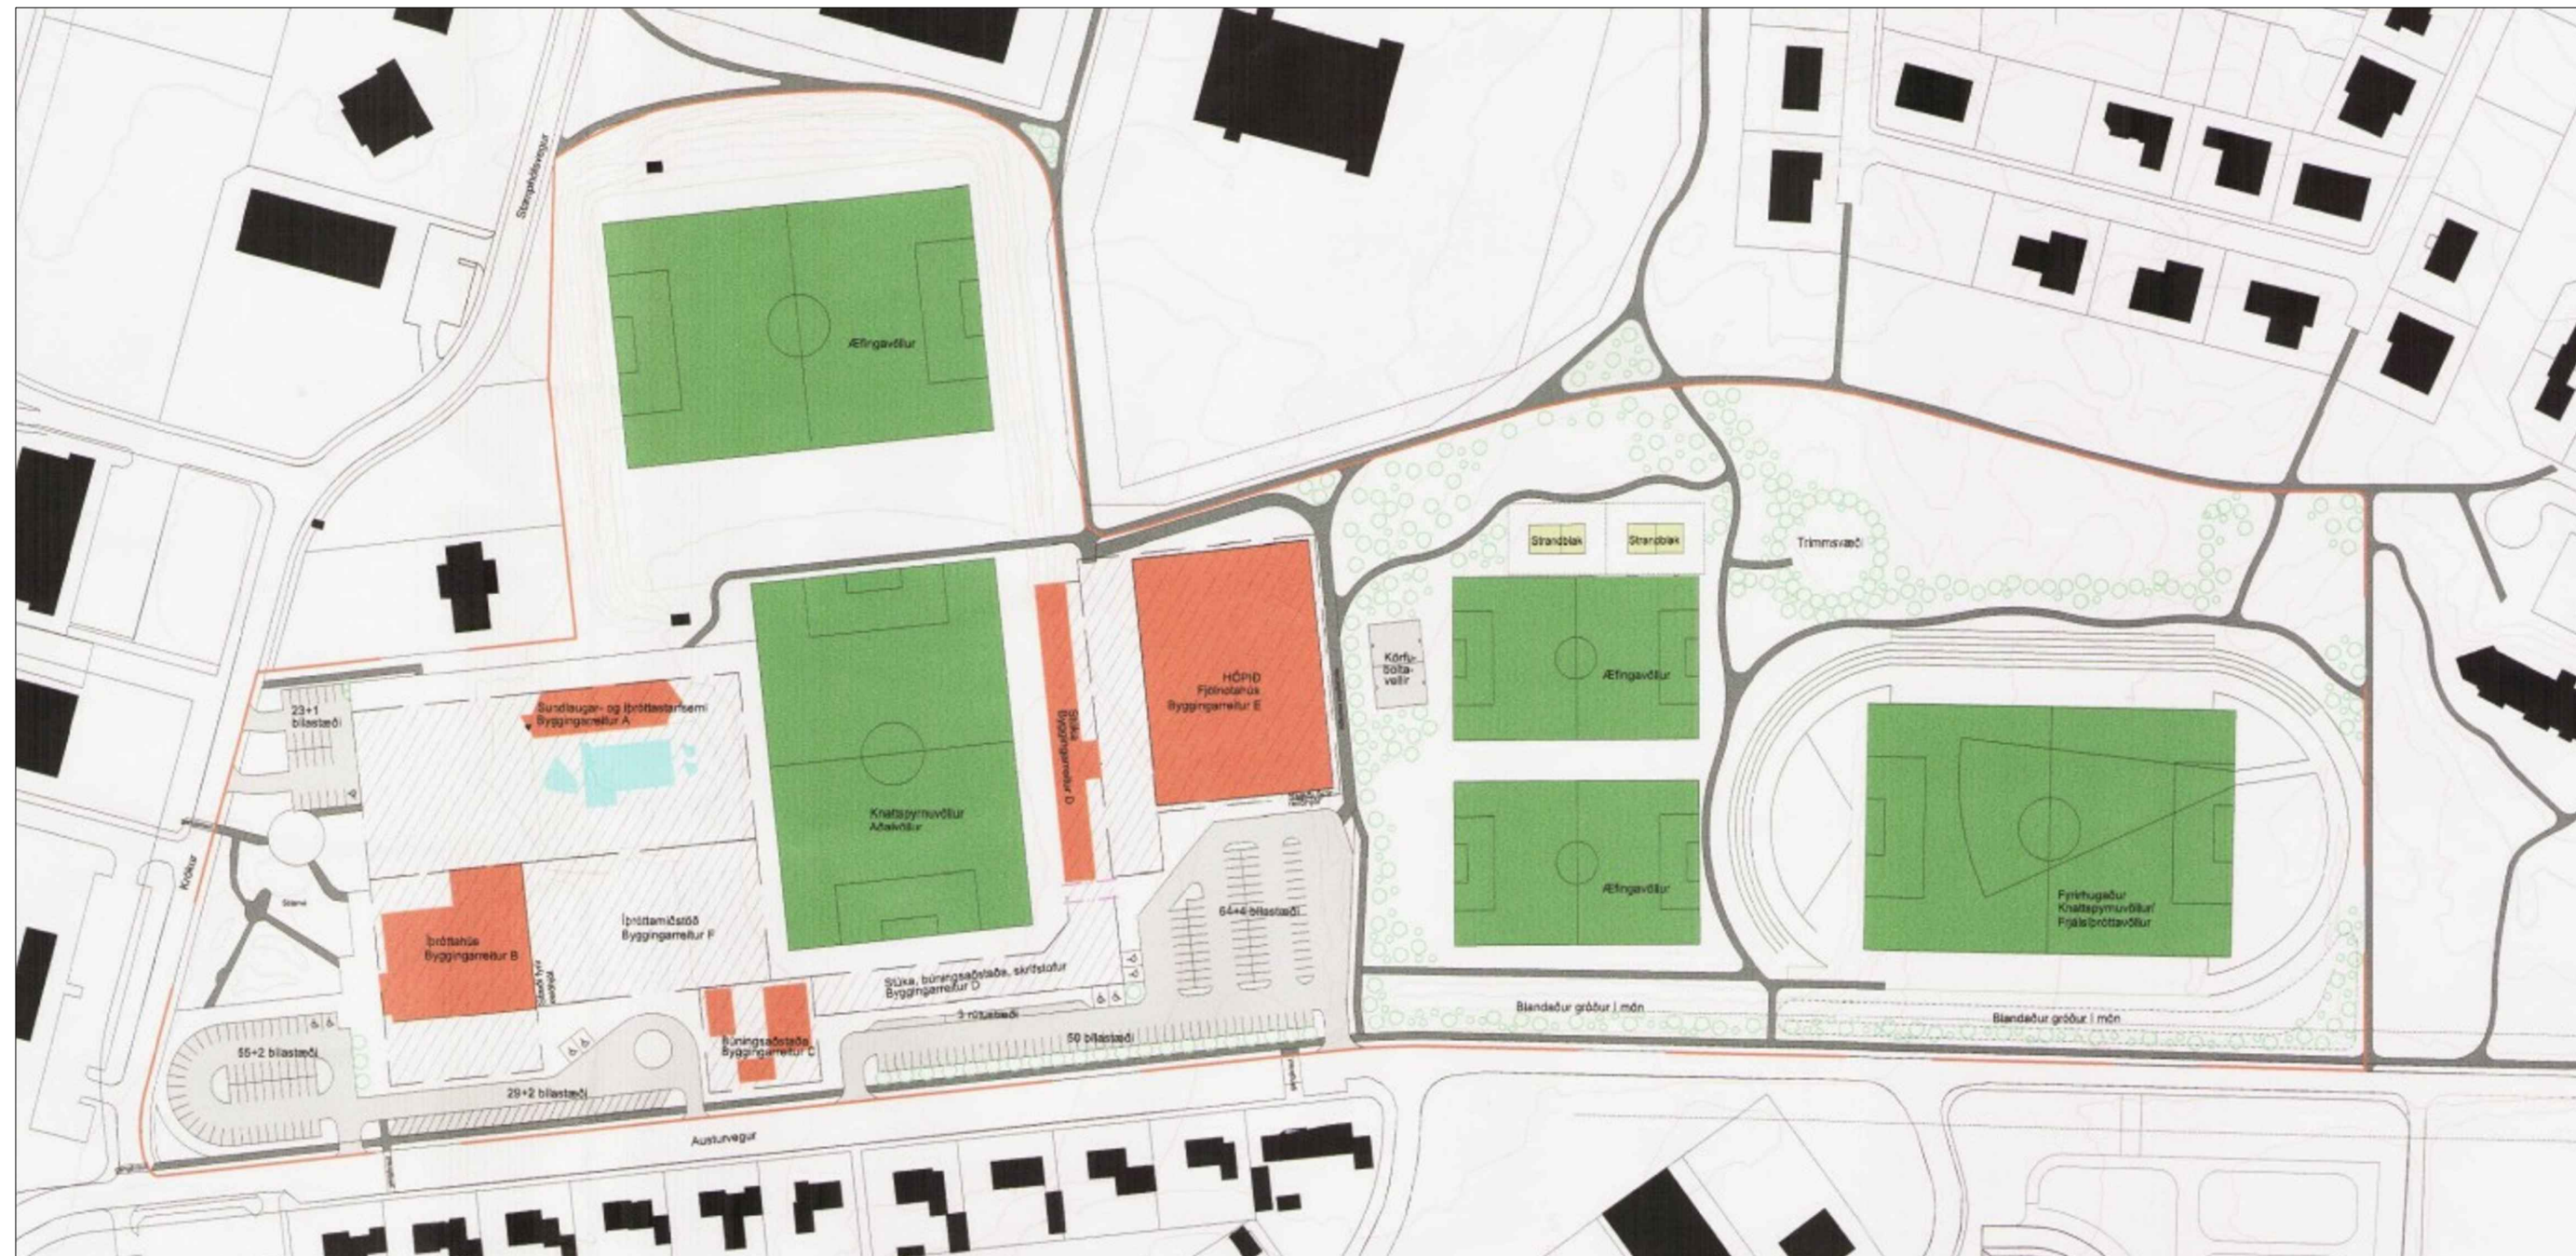 Æfingavöllur
Strandblak
Strandblak
Trimmsvæði
Körfu-
bolta-
vellir
Æfingavöllur
HÓPIÐ
Fjölnotahús
Byggingarreitur E
Stúka
Byggingarreitur D
Sundlaugar- og íþróttastarfsemi
Byggingarreitur A
23+1
bílastæði
Knattspyrnuvöllur
Aðalvöllur
Krókur
Æfingavöllur
Fyrirhugaður
Knattspyrnuvöllur/
Frjálsíþróttavöllur
64+4 bílastæði
Íþróttamiðstöð
Byggingarreitur F
Íþróttahús
Byggingarreitur B
Stúka, búningsaðstaða, skrifstofur
Byggingarreitur D
3 rútustæði
50 bílastæði
Blandaður gróður í mön
Blandaður gróður í mön
Búningsaðstaða
Byggingarreitur C
55+2 bílastæði
29+2 bílastæði
Austurvegur